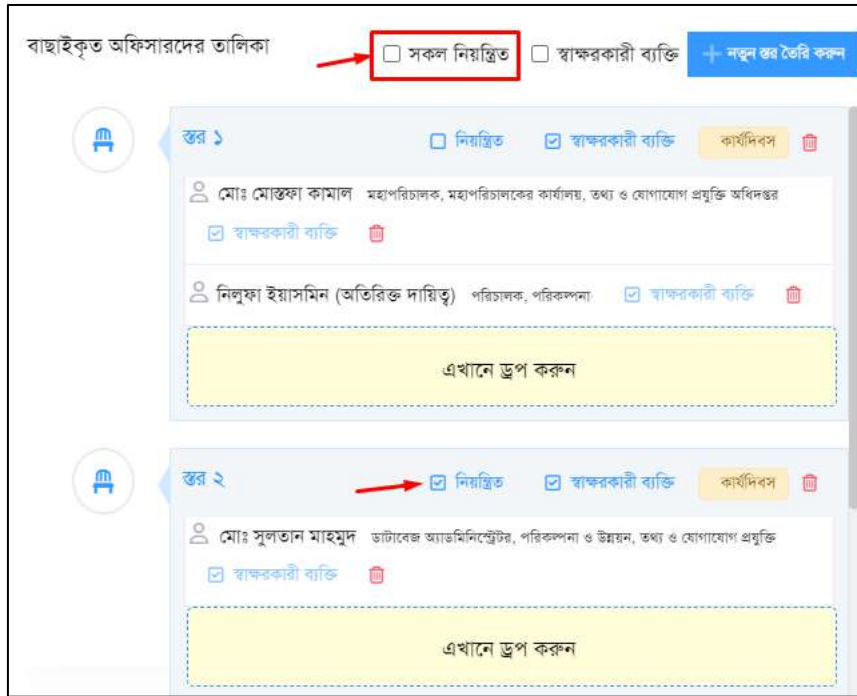 বাছাইকৃত অফিসারদের তালিকা সকল নিয়ন্ত্রিত স্বাক্ষরকারী ব্যক্তি নতুন স্তর তৈরি করুন
স্তর ১ নিয়ন্ত্রিত স্বাক্ষরকারী ব্যক্তি কার্যদিবস
মোঃ মোস্তফা কামাল মহাপরিচালক, মহাপরিচালকের কার্যালয়, তথ্য ও যোগাযোগ প্রযুক্তি অধিদপ্তর
স্বাক্ষরকারী ব্যক্তি
নিলুফা ইয়াসমিন (অতিরিক্ত দায়িত্ব) পরিচালক, পরিকল্পনা স্বাক্ষরকারী ব্যক্তি
এখানে ড্রপ করুন
স্তর ২ নিয়ন্ত্রিত স্বাক্ষরকারী ব্যক্তি কার্যদিবস
মোঃ সুলতান মাহমুদ ডাটাবেজ অ্যাডমিনিস্ট্রেটর, পরিকল্পনা ও উন্নয়ন, তথ্য ও যোগাযোগ প্রযুক্তি
স্বাক্ষরকারী ব্যক্তি
এখানে ড্রপ করুন